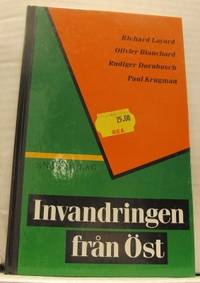 Richard Layard
Olivier Blanchard
Rudiger Dornbusch
Paul Krugman
25,00
REA
Invandringen
från Öst